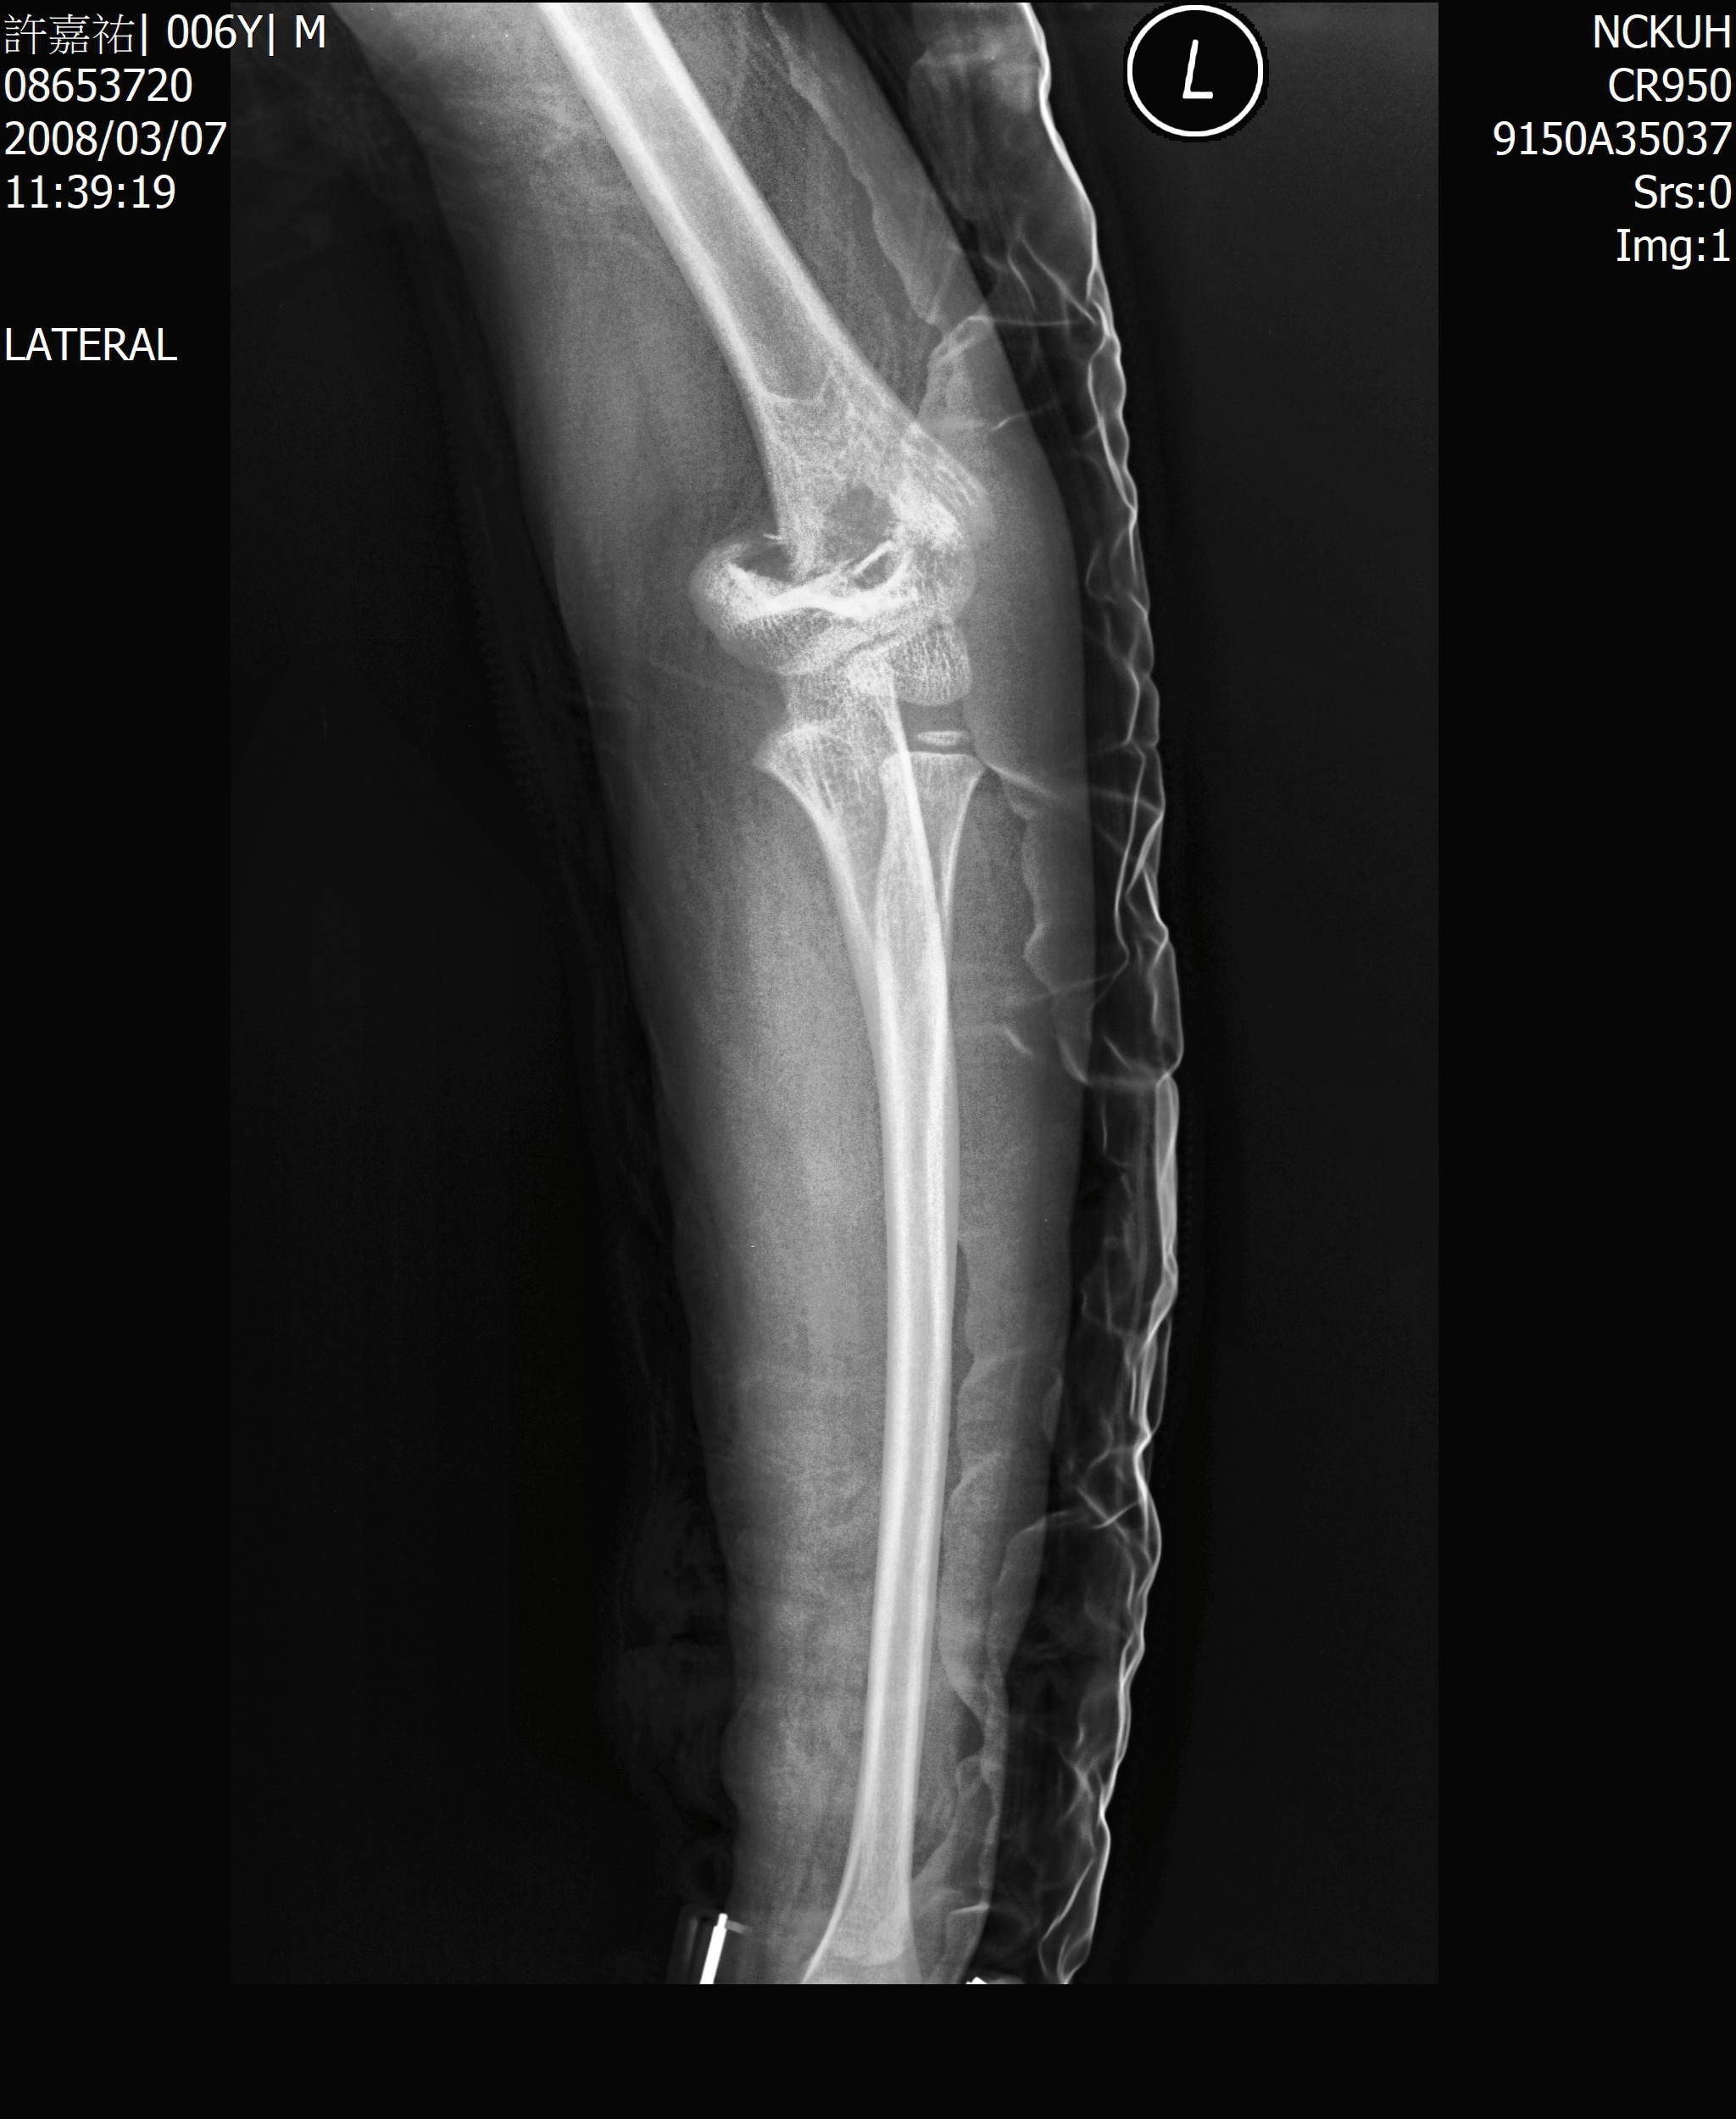 許嘉祐| 006Y| M
08653720
2008/03/07
11:39:19
LATERAL
L
NCKUH
CR950
9150A35037
Srs:0
Img:1